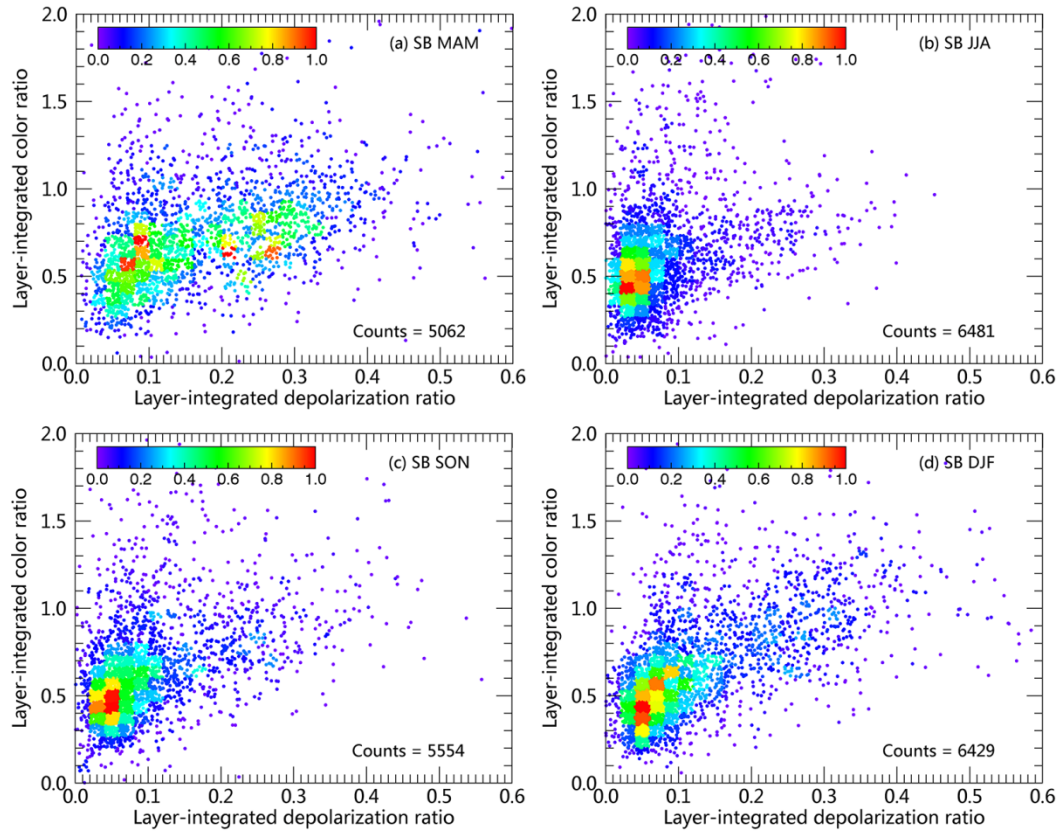 2.0
(a) SB MAM
0.0 0.2 0.4 0.6 0.8 1.0
1.5
1.0
0.5
0.0
Layer-integrated color ratio
Counts = 5062
0.0 0.1 0.2 0.3 0.4 0.5 0.6
Layer-integrated depolarization ratio
2.0
(b) SB JJA
0.0 0.2 0.4 0.6 0.8 1.0
1.5
1.0
0.5
0.0
Layer-integrated color ratio
Counts = 6481
0.0 0.1 0.2 0.3 0.4 0.5 0.6
Layer-integrated depolarization ratio
2.0
(c) SB SON
0.0 0.2 0.4 0.6 0.8 1.0
1.5
1.0
0.5
0.0
Layer-integrated color ratio
Counts = 5554
0.0 0.1 0.2 0.3 0.4 0.5 0.6
Layer-integrated depolarization ratio
2.0
(d) SB DJF
0.0 0.2 0.4 0.6 0.8 1.0
1.5
1.0
0.5
0.0
Layer-integrated color ratio
Counts = 6429
0.0 0.1 0.2 0.3 0.4 0.5 0.6
Layer-integrated depolarization ratio